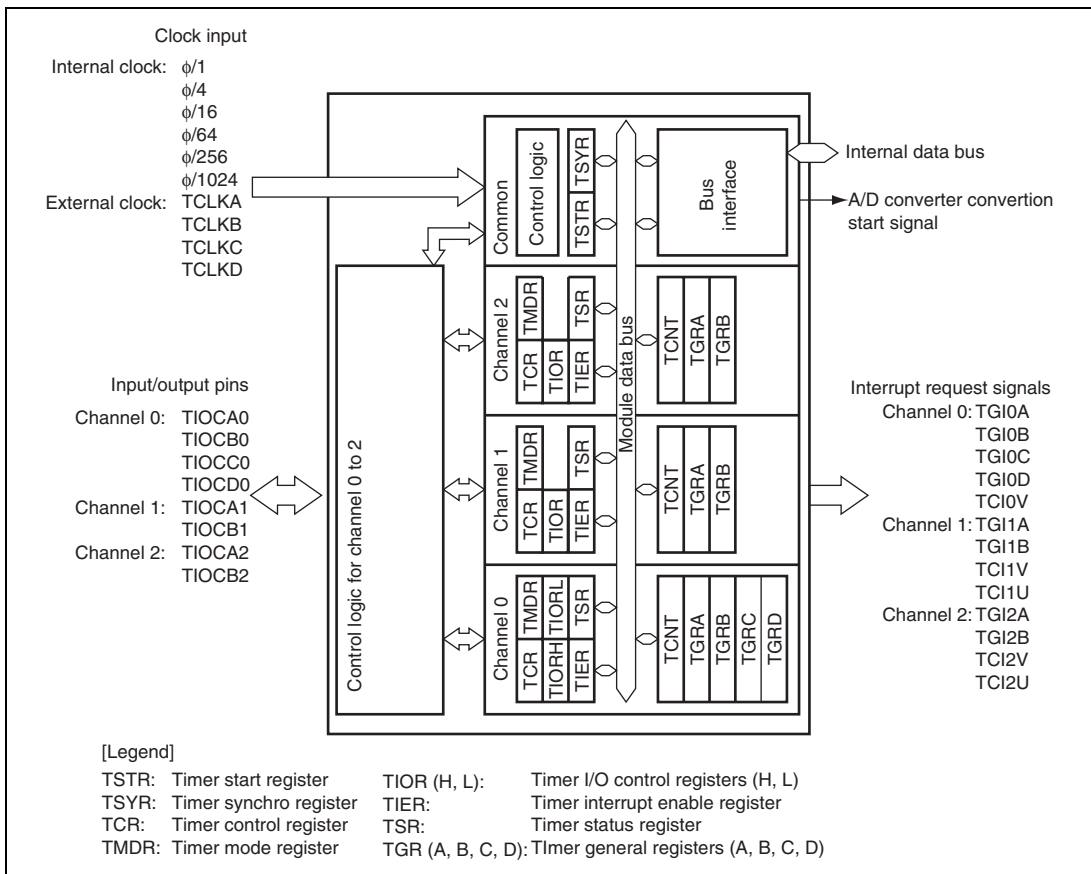 Clock input
Internal clock: ϕ/1
ϕ/4
ϕ/16
ϕ/64
ϕ/256
ϕ/1024
External clock: TCLKA
TCLKB
TCLKC
TCLKD
Input/output pins
Channel 0: TIOCA0
TIOCB0
TIOCC0
TIOCD0
Channel 1: TIOCA1
TIOCB1
Channel 2: TIOCA2
TIOCB2
Control logic for channel 0 to 2
Common
Control logic
TSTR TSYR
Bus
interface
Module data bus
Channel 2
TCR TMDR
TIOR
TIER TSR
TCNT
TGRA
TGRB
Channel 1
TCR TMDR
TIOR
TIER TSR
TCNT
TGRA
TGRB
Channel 0
TCR TMDR
TIORH TIORL
TIER TSR
TCNT
TGRA
TGRB
TGRC
TGRD
Internal data bus
A/D converter convertion
start signal
Interrupt request signals
Channel 0: TGI0A
TGI0B
TGI0C
TGI0D
TCI0V
Channel 1: TGI1A
TGI1B
TCI1V
TCI1U
Channel 2: TGI2A
TGI2B
TCI2V
TCI2U
[Legend]
TSTR: Timer start register
TSYR: Timer synchro register
TCR: Timer control register
TMDR: Timer mode register
TIOR (H, L): Timer I/O control registers (H, L)
TIER: Timer interrupt enable register
TSR: Timer status register
TGR (A, B, C, D): TImer general registers (A, B, C, D)